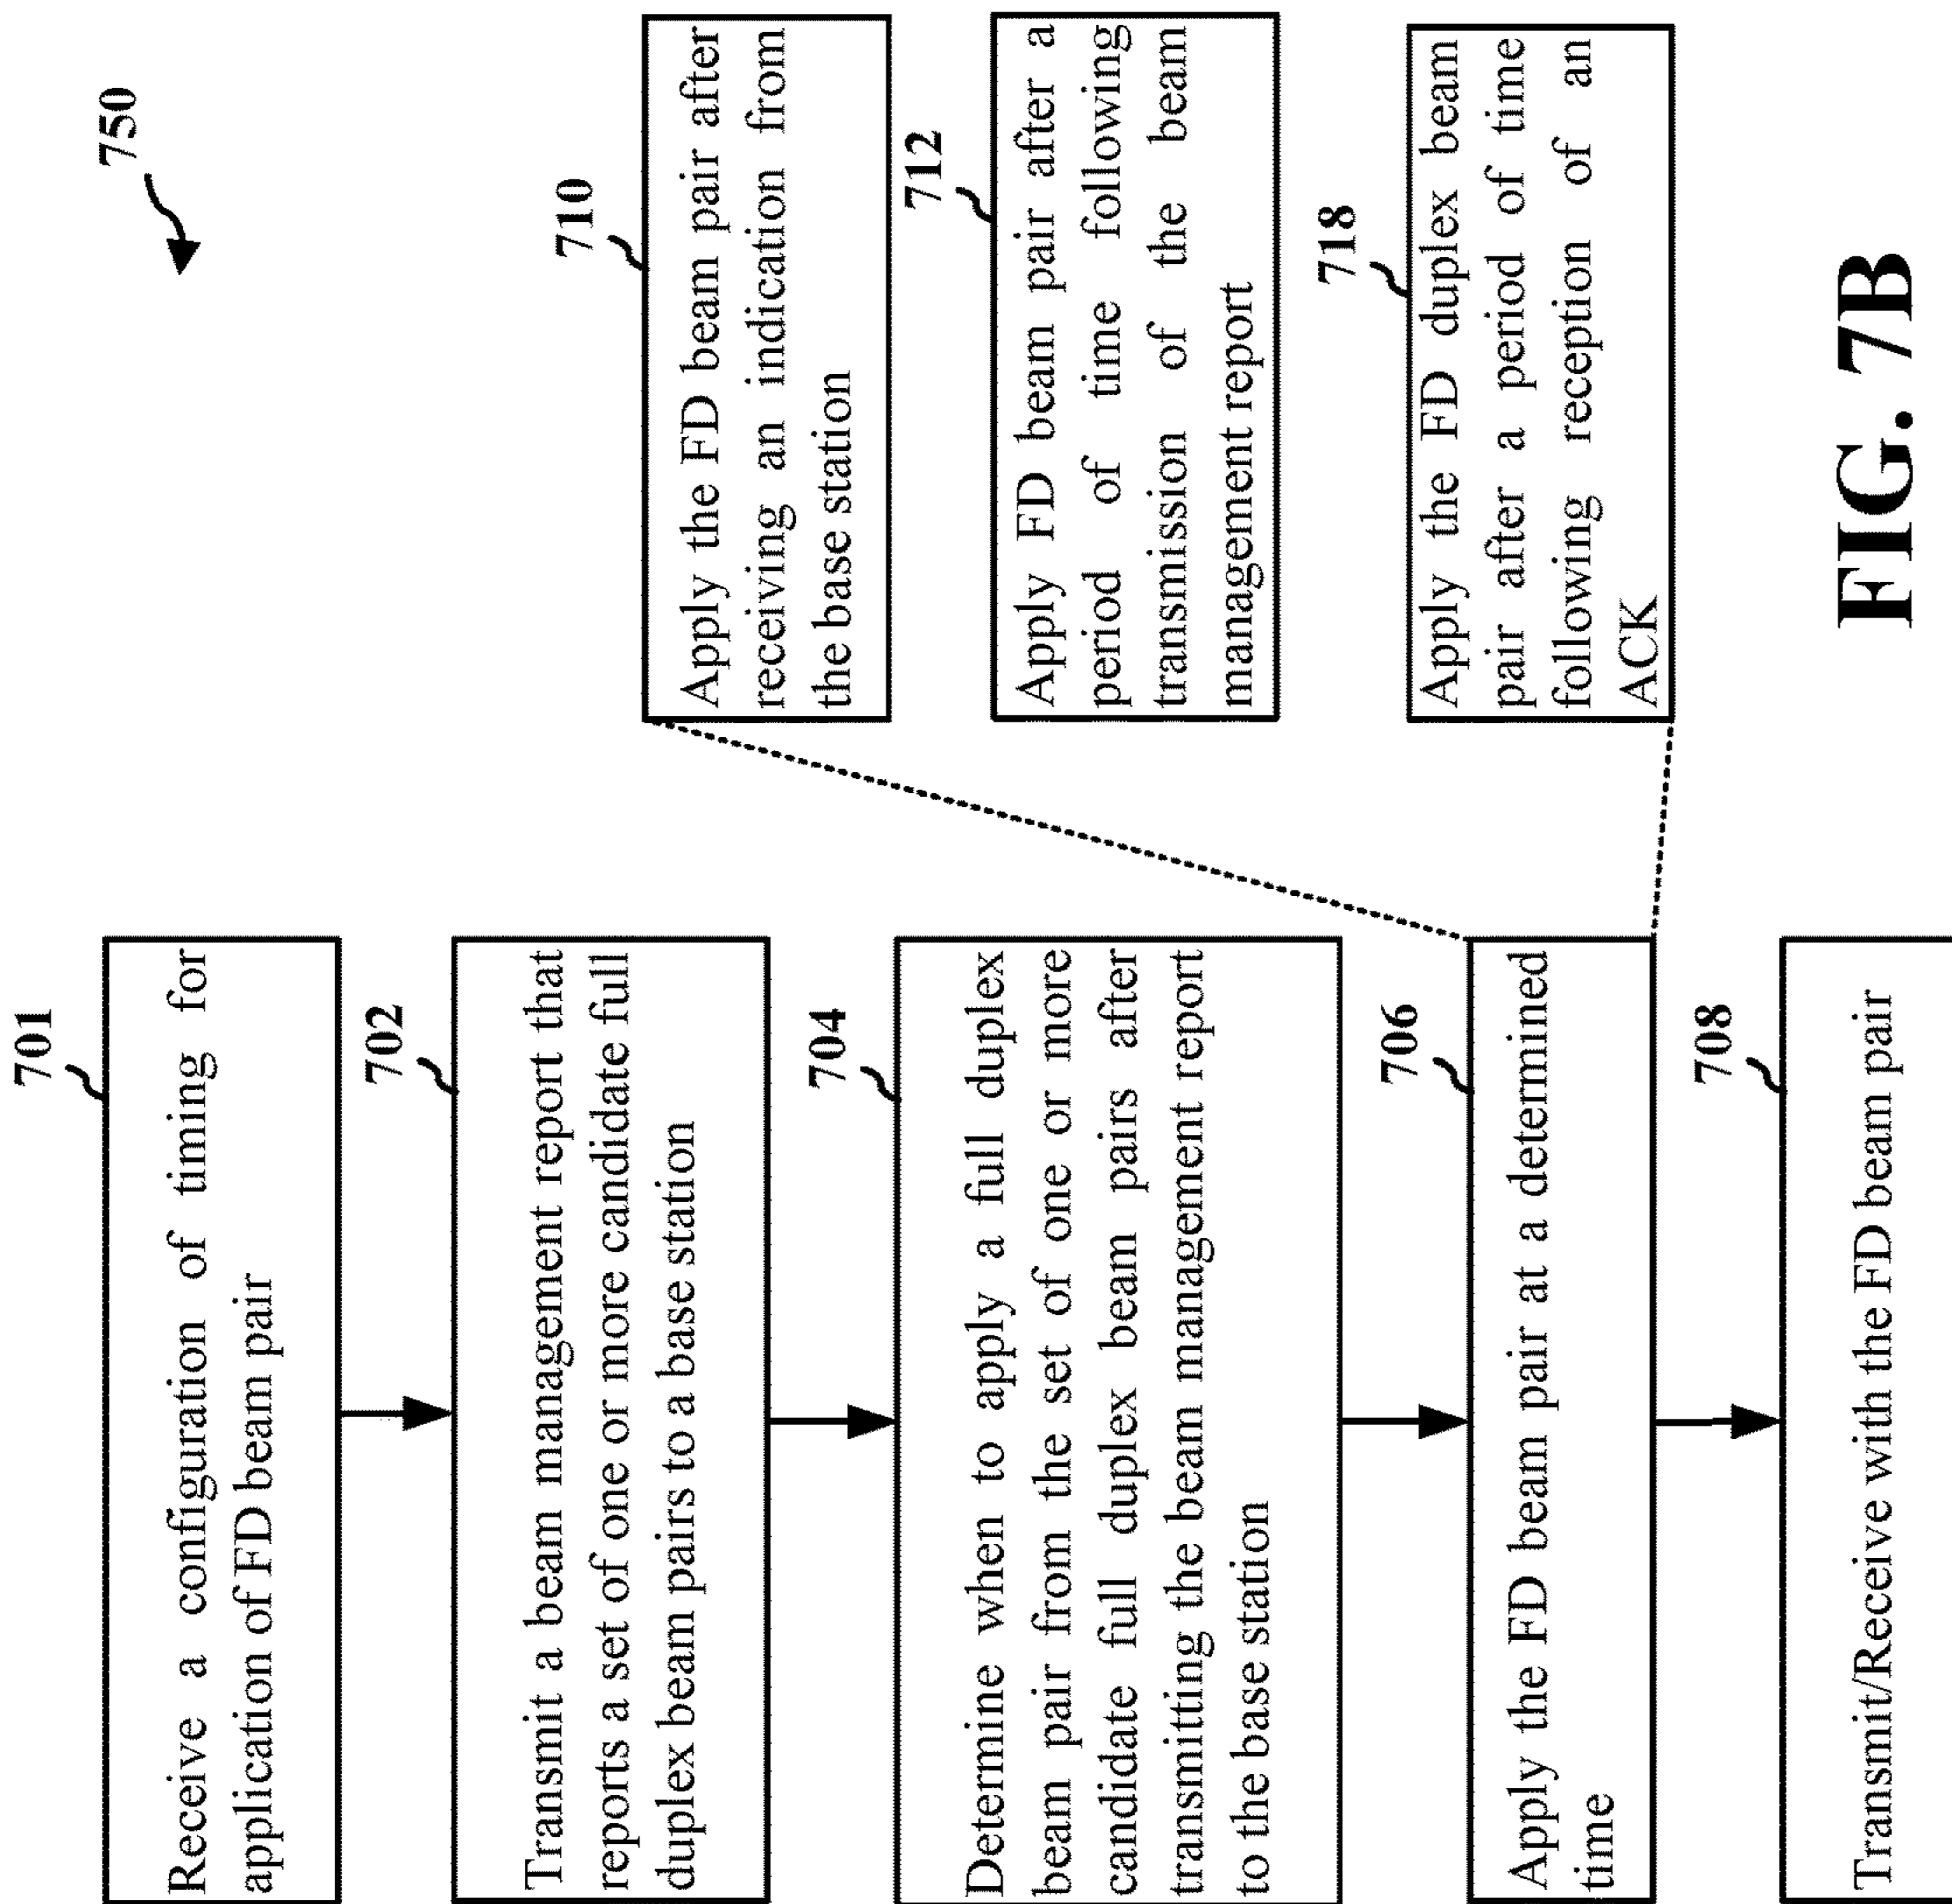 750
701
Receive a configuration of timing for
application of FD beam pair
702
Transmit a beam management report that
reports a set of one or more candidate full
duplex beam pairs to a base station
704
Determine when to apply a full duplex
beam pair from the set of one or more
candidate full duplex beam pairs after
transmitting the beam management report
to the base station
706
Apply the FD beam pair at a determined
time
708
Transmit/Receive with the FD beam pair
710
Apply the FD beam pair after
receiving an indication from
the base station
712
Apply FD beam pair after a
period of time following
transmission of the beam
management report
718
Apply the FD duplex beam
pair after a period of time
following reception of an
ACK
FIG. 7B